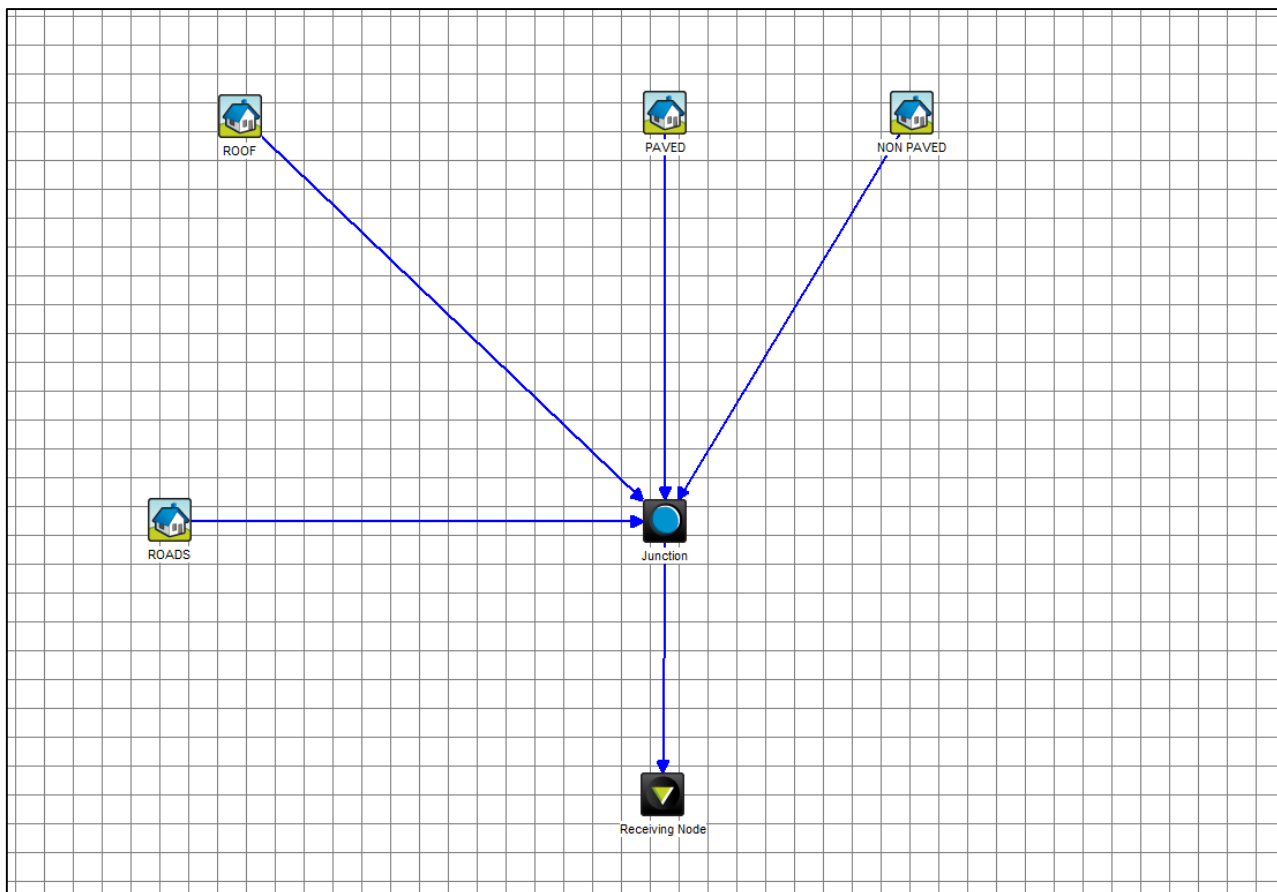 ROOF
PAVED
NON PAVED
ROADS
Junction
Receiving Node